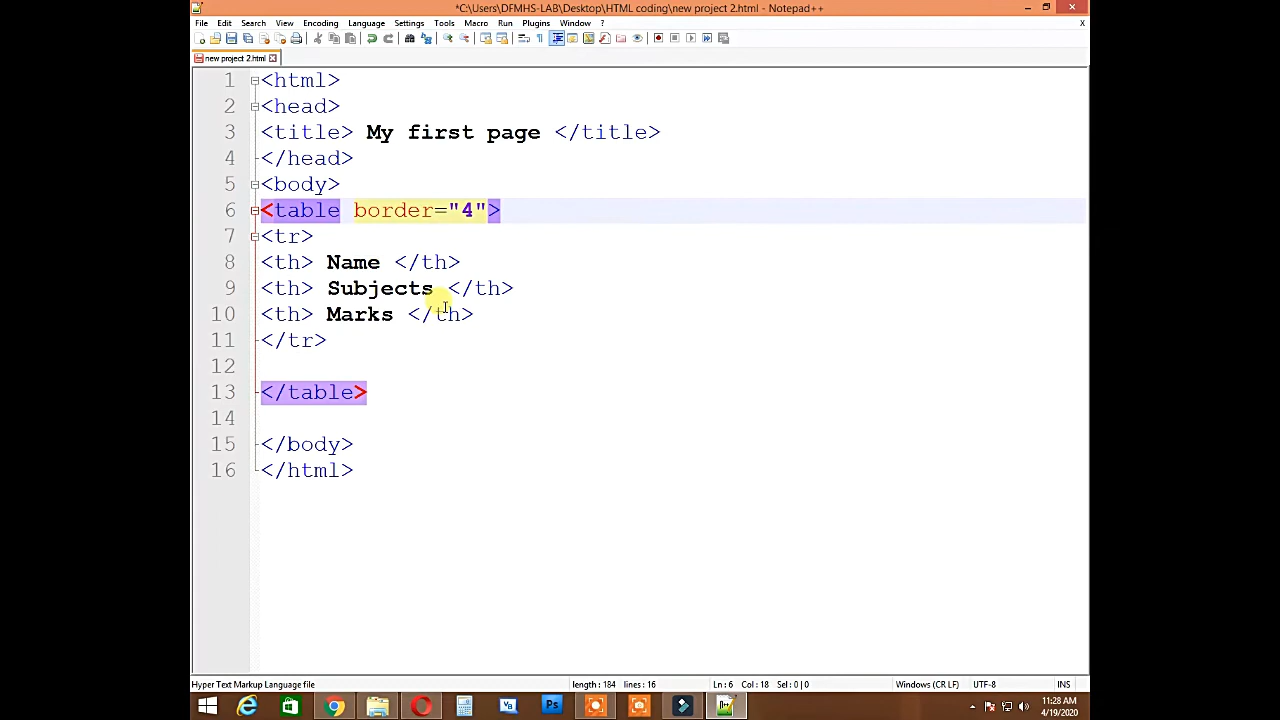 *C:\Users\DFMHS-LAB\Desktop\HTML coding\new project 2.html - Notepad++
File Edit Search View Encoding Language Settings Tools Macro Run Plugins Window ? X
new project 2.html
1 <html>
2 <head>
3 <title> My first page </title>
4 </head>
5 <body>
6 <table border="4">
7 <tr>
8 <th> Name </th>
9 <th> Subjects </th>
10 <th> Marks </th>
11 </tr>
12
13 </table>
14
15 </body>
16 </html>
Hyper Text Markup Language file length : 184 lines : 16 Ln : 6 Col : 18 Sel : 0 | 0 Windows (CR LF) UTF-8 INS
Ps 11:28 AM
4/19/2020